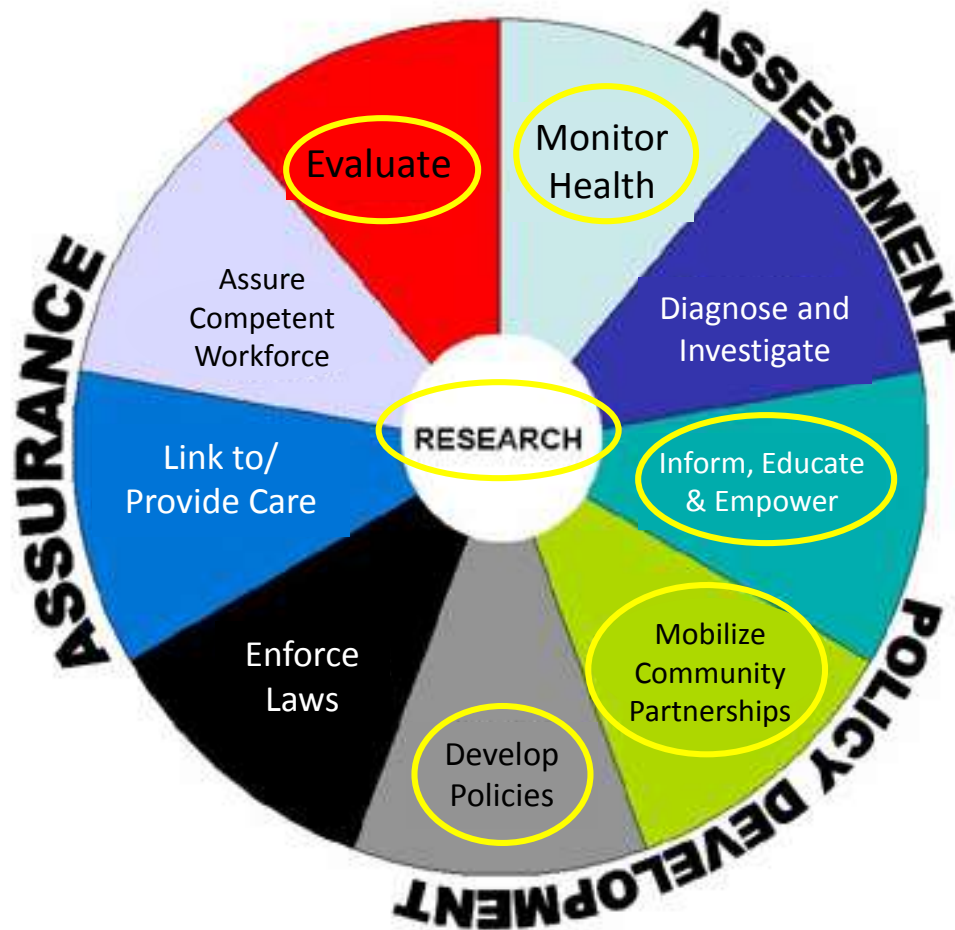 ASSESSMENT
Monitor
Health
Diagnose and
Investigate
Inform, Educate
& Empower
POLICY DEVELOPMENT
Mobilize
Community
Partnerships
Develop
Policies
Enforce
Laws
ASSURANCE
Link to/
Provide Care
Assure
Competent
Workforce
Evaluate
RESEARCH